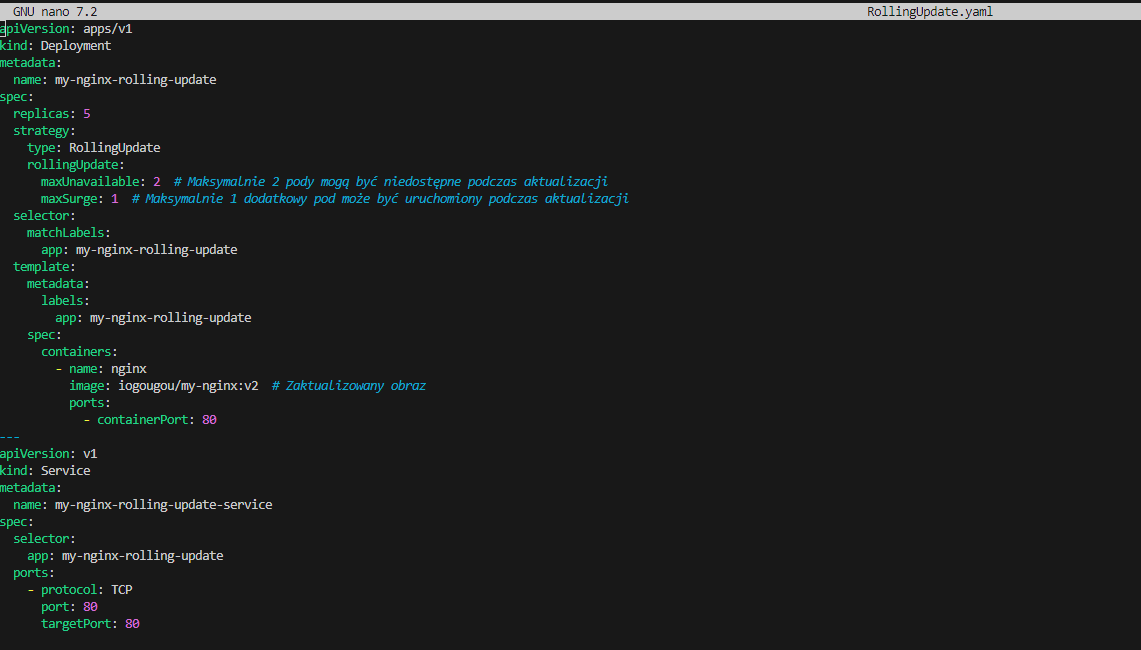 GNU nano 7.2 RollingUpdate.yaml
apiVersion: apps/v1
kind: Deployment
metadata:
  name: my-nginx-rolling-update
spec:
  replicas: 5
  strategy:
    type: RollingUpdate
    rollingUpdate:
      maxUnavailable: 2  # Maksymalnie 2 pody mogą być niedostępne podczas aktualizacji
      maxSurge: 1  # Maksymalnie 1 dodatkowy pod może być uruchomiony podczas aktualizacji
  selector:
    matchLabels:
      app: my-nginx-rolling-update
  template:
    metadata:
      labels:
        app: my-nginx-rolling-update
    spec:
      containers:
        - name: nginx
          image: iogougou/my-nginx:v2  # Zaktualizowany obraz
          ports:
            - containerPort: 80
---
apiVersion: v1
kind: Service
metadata:
  name: my-nginx-rolling-update-service
spec:
  selector:
    app: my-nginx-rolling-update
  ports:
    - protocol: TCP
      port: 80
      targetPort: 80